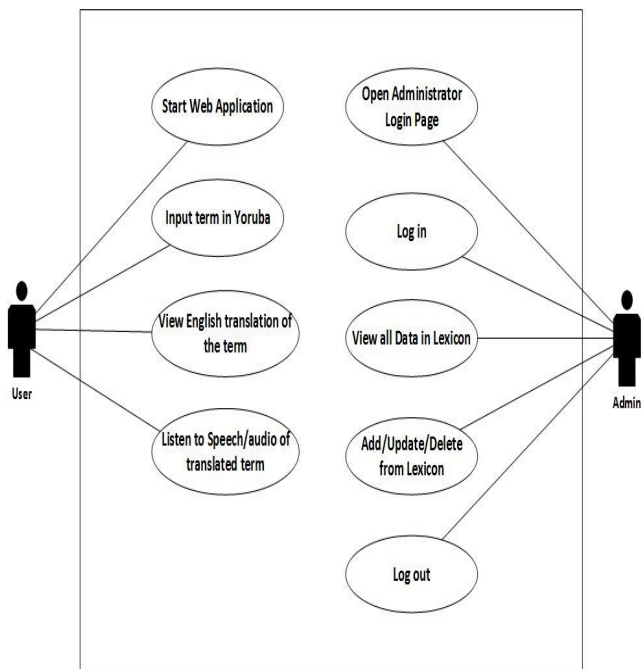 Start Web Application
Input term in Yoruba
View English translation of
the term
Listen to Speech/audio of
translated term
User
Open Administrator
Login Page
Log in
View all Data in Lexicon
Add/Update/Delete
from Lexicon
Log out
Admin